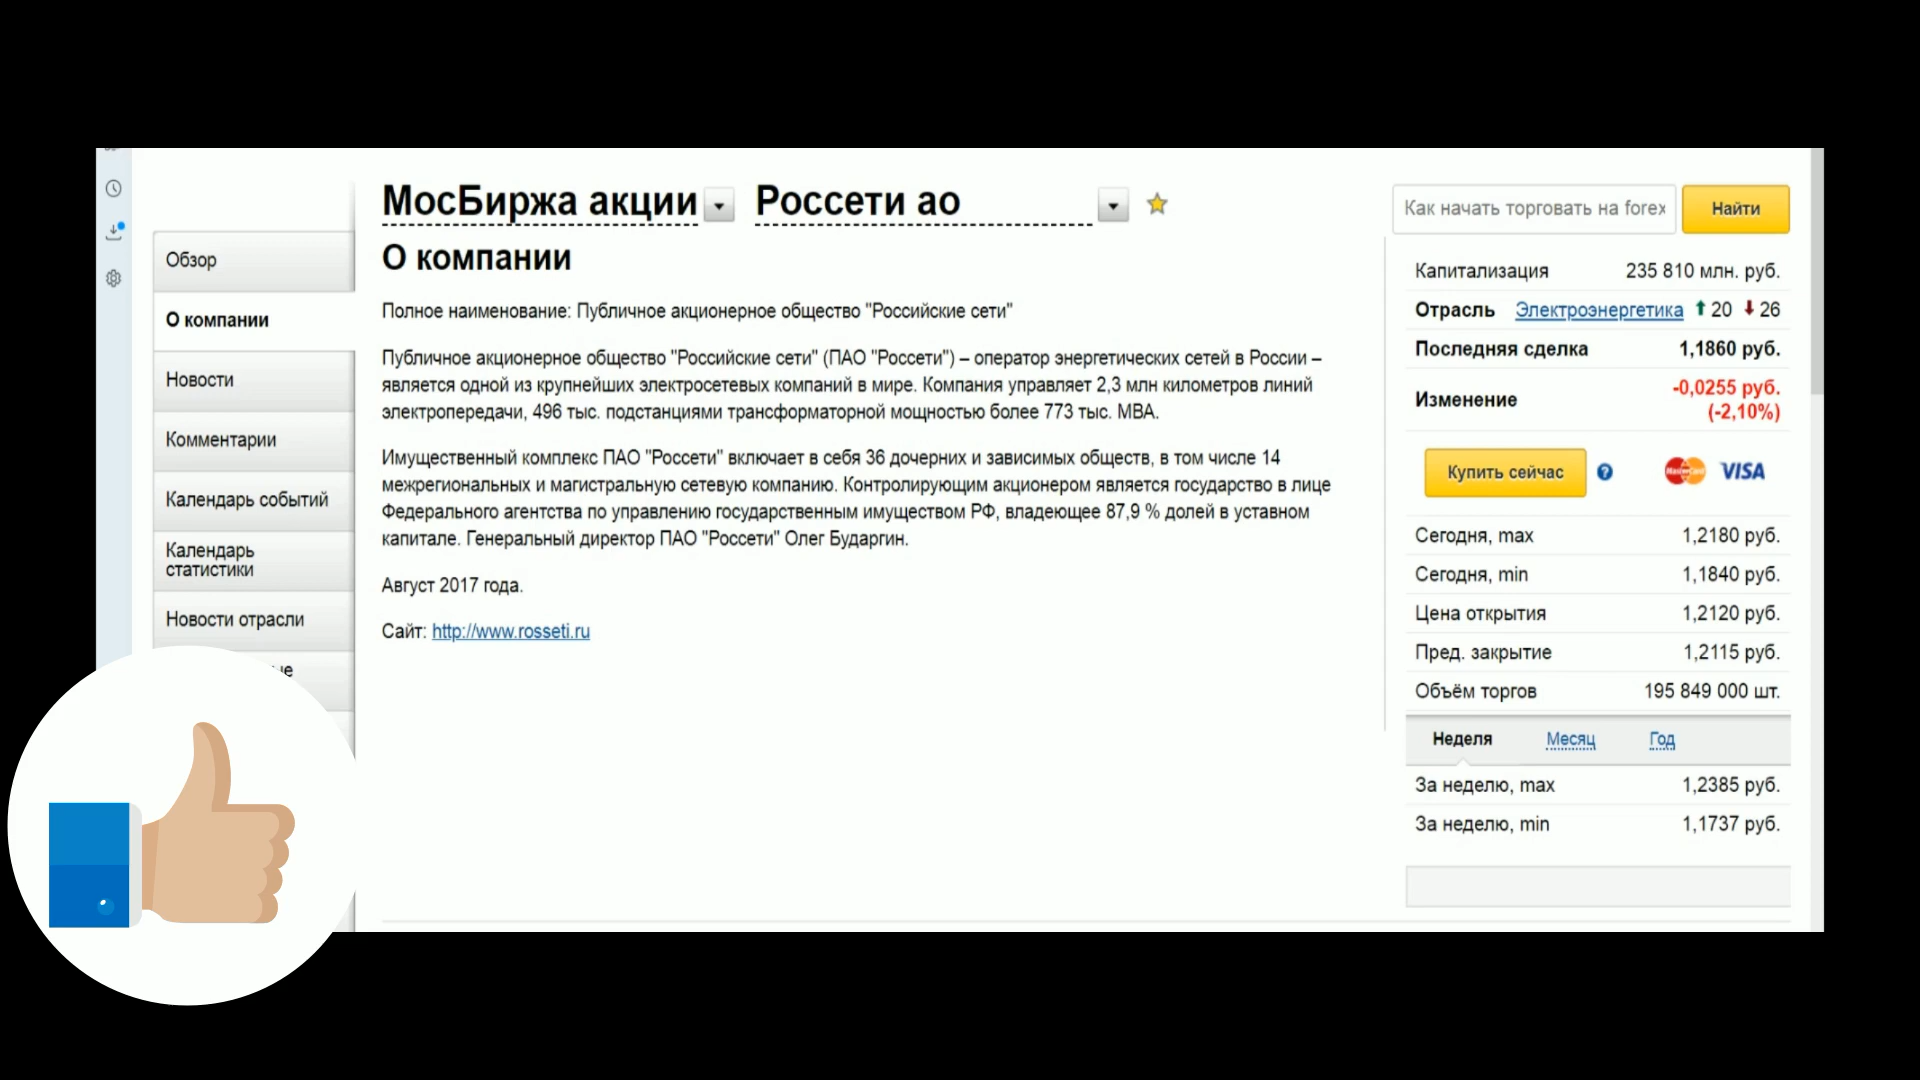 МосБиржа акции
Россети ао
О компании
Обзор
О компании
Новости
Комментарии
Календарь событий
Календарь
статистики
Новости отрасли
Полное наименование: Публичное акционерное общество "Российские сети"
Публичное акционерное общество "Российские сети" (ПАО "Россети") – оператор энергетических сетей в России –
является одной из крупнейших электросетевых компаний в мире. Компания управляет 2,3 млн километров линий
электропередачи, 496 тыс. подстанциями трансформаторной мощностью более 773 тыс. МВА.
Имущественный комплекс ПАО "Россети" включает в себя 36 дочерних и зависимых обществ, в том числе 14
межрегиональных и магистральную сетевую компанию. Контролирующим акционером является государство в лице
Федерального агентства по управлению государственным имуществом РФ, владеющее 87,9 % долей в уставном
капитале. Генеральный директор ПАО "Россети" Олег Бударгин.
Август 2017 года.
Сайт: http://www.rosseti.ru
Как начать торговать на forex
Найти
Капитализация 235 810 млн. руб.
Отрасль Электроэнергетика 20 26
Последняя сделка 1,1860 руб.
Изменение -0,0255 руб.
(-2,10%)
Купить сейчас ? MasterCard VISA
Сегодня, max 1,2180 руб.
Сегодня, min 1,1840 руб.
Цена открытия 1,2120 руб.
Пред. закрытие 1,2115 руб.
Объём торгов 195 849 000 шт.
Неделя Месяц Год
За неделю, max 1,2385 руб.
За неделю, min 1,1737 руб.